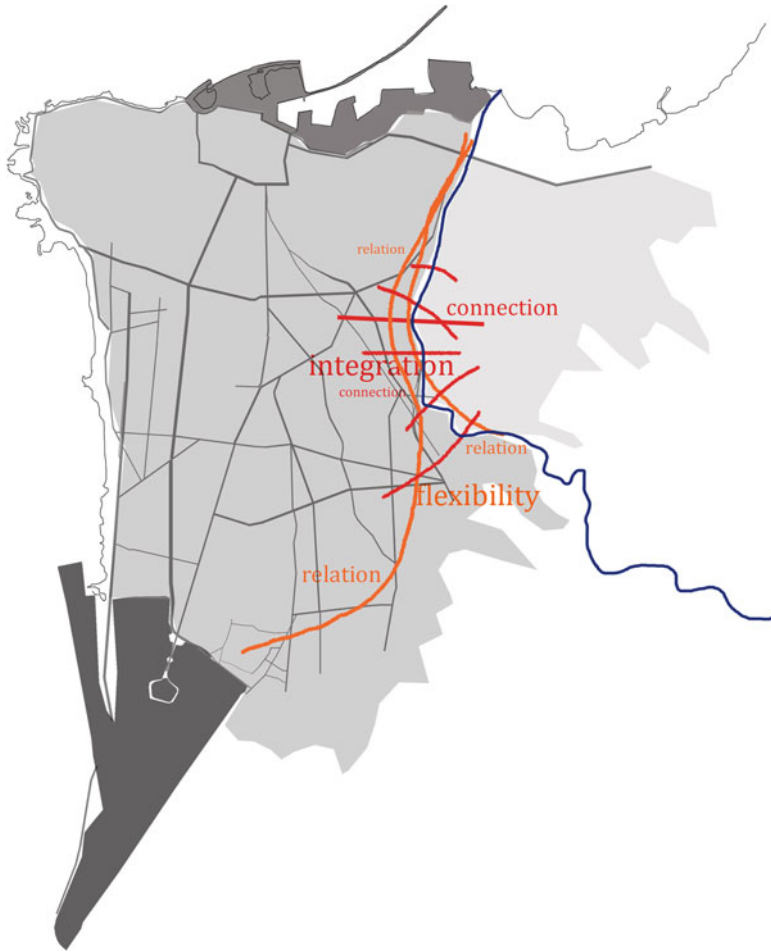 relation
connection
integration
connection
relation
flexibility
relation